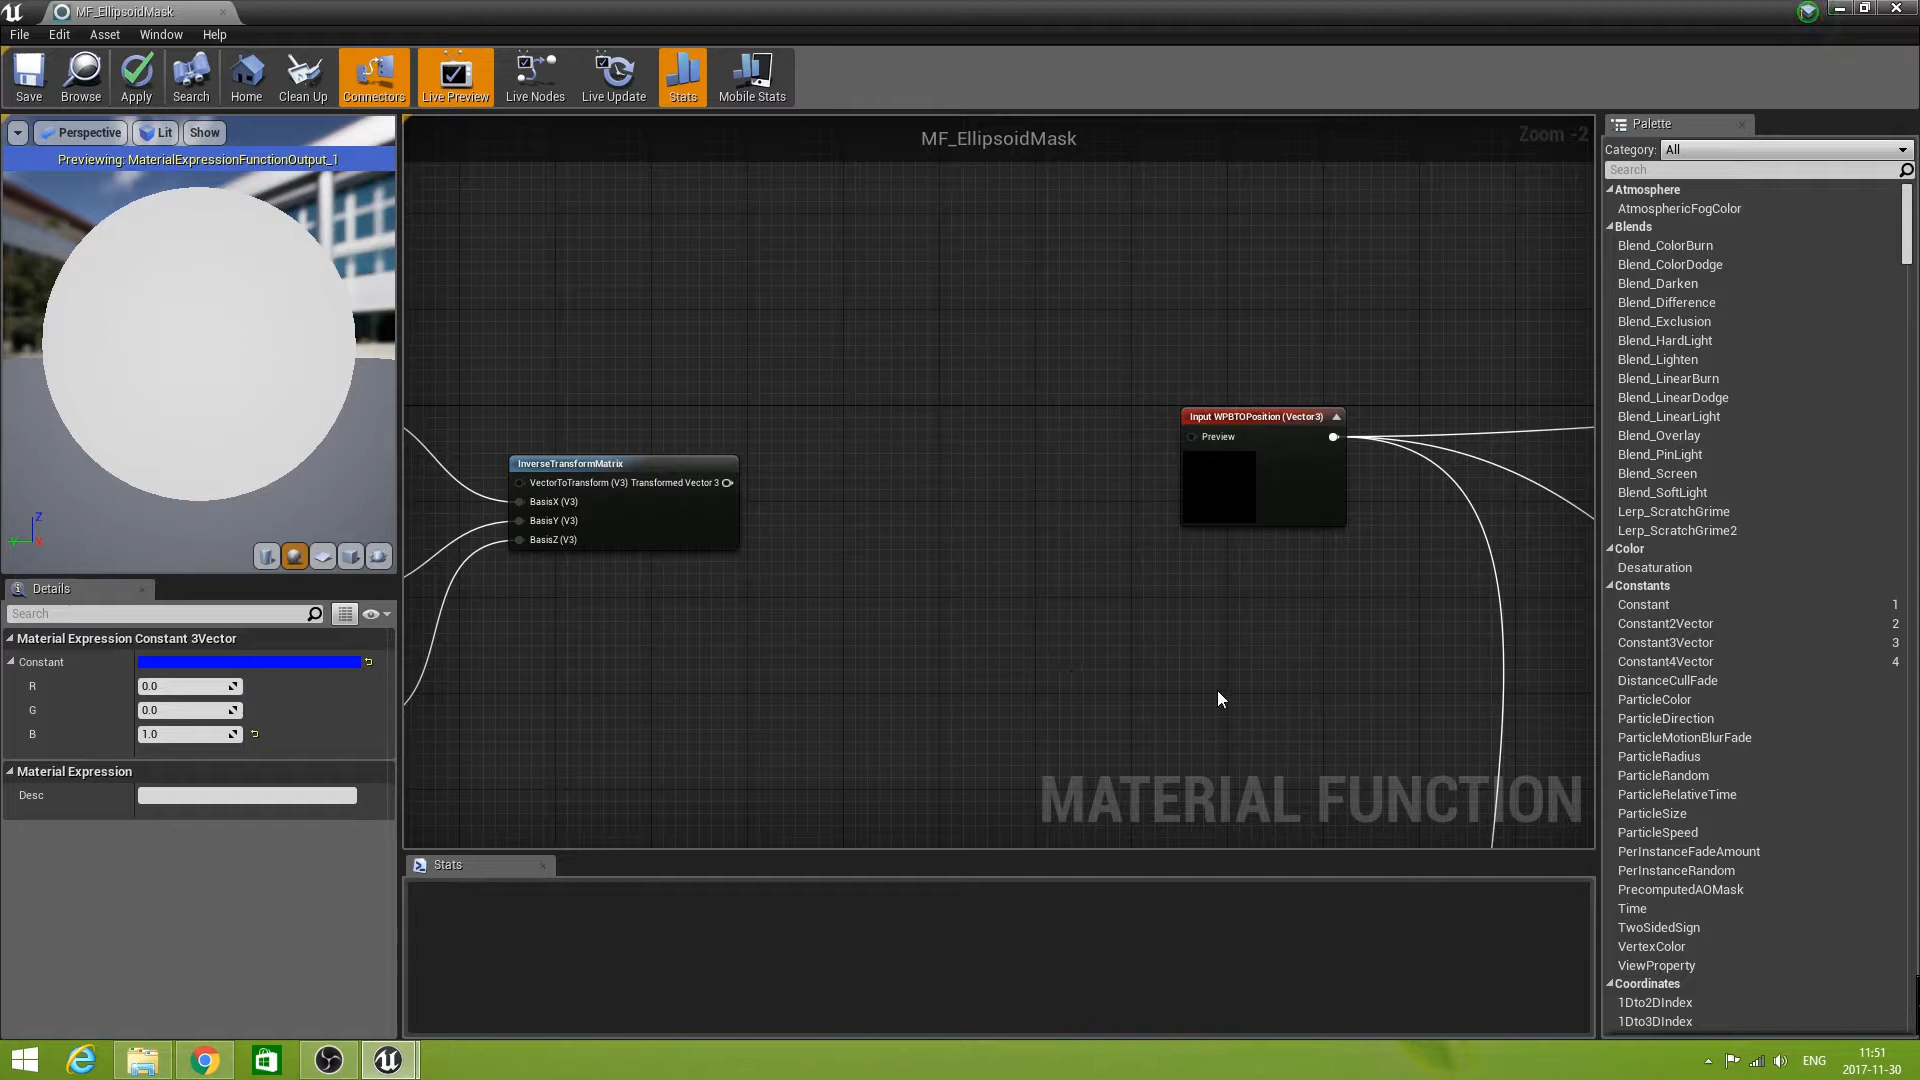 MF_EllipsoidMask
File Edit Asset Window Help
Save Browse Apply Search Home Clean Up Connectors Live Preview Live Nodes Live Update Stats Mobile Stats
Perspective Lit Show
Previewing: MaterialExpressionFunctionOutput_1
Z
Y
X
Details
Search
Material Expression Constant 3Vector
Constant
R 0.0
G 0.0
B 1.0
Material Expression
Desc
MF_EllipsoidMask
Zoom -2
InverseTransformMatrix
VectorToTransform (V3) Transformed Vector 3
BasisX (V3)
BasisY (V3)
BasisZ (V3)
Input WPBTOPosition (Vector3)
Preview
MATERIAL FUNCTION
Stats
Palette
Category: All
Search
Atmosphere
AtmosphericFogColor
Blends
Blend_ColorBurn
Blend_ColorDodge
Blend_Darken
Blend_Difference
Blend_Exclusion
Blend_HardLight
Blend_Lighten
Blend_LinearBurn
Blend_LinearDodge
Blend_LinearLight
Blend_Overlay
Blend_PinLight
Blend_Screen
Blend_SoftLight
Lerp_ScratchGrime
Lerp_ScratchGrime2
Color
Desaturation
Constants
Constant 1
Constant2Vector 2
Constant3Vector 3
Constant4Vector 4
DistanceCullFade
ParticleColor
ParticleDirection
ParticleMotionBlurFade
ParticleRadius
ParticleRandom
ParticleRelativeTime
ParticleSize
ParticleSpeed
PerInstanceFadeAmount
PerInstanceRandom
PrecomputedAOMask
Time
TwoSidedSign
VertexColor
ViewProperty
Coordinates
1Dto2DIndex
1Dto3DIndex
ENG
11:51
2017-11-30